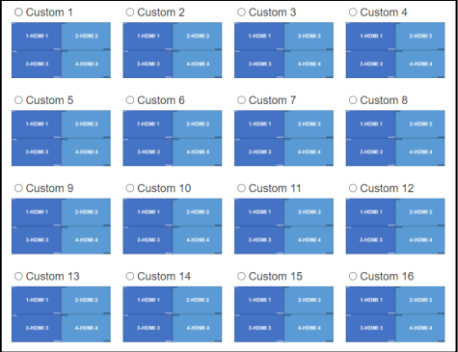 Custom 1 Custom 2 Custom 3 Custom 4
1-HDMI 1 2-HDMI 2 1-HDMI 1 2-HDMI 2 1-HDMI 1 2-HDMI 2 1-HDMI 1 2-HDMI 2
3-HDMI 3 4-HDMI 4 3-HDMI 3 4-HDMI 4 3-HDMI 3 4-HDMI 4 3-HDMI 3 4-HDMI 4
Custom 5 Custom 6 Custom 7 Custom 8
1-HDMI 1 2-HDMI 2 1-HDMI 1 2-HDMI 2 1-HDMI 1 2-HDMI 2 1-HDMI 1 2-HDMI 2
3-HDMI 3 4-HDMI 4 3-HDMI 3 4-HDMI 4 3-HDMI 3 4-HDMI 4 3-HDMI 3 4-HDMI 4
Custom 9 Custom 10 Custom 11 Custom 12
1-HDMI 1 2-HDMI 2 1-HDMI 1 2-HDMI 2 1-HDMI 1 2-HDMI 2 1-HDMI 1 2-HDMI 2
3-HDMI 3 4-HDMI 4 3-HDMI 3 4-HDMI 4 3-HDMI 3 4-HDMI 4 3-HDMI 3 4-HDMI 4
Custom 13 Custom 14 Custom 15 Custom 16
1-HDMI 1 2-HDMI 2 1-HDMI 1 2-HDMI 2 1-HDMI 1 2-HDMI 2 1-HDMI 1 2-HDMI 2
3-HDMI 3 4-HDMI 4 3-HDMI 3 4-HDMI 4 3-HDMI 3 4-HDMI 4 3-HDMI 3 4-HDMI 4